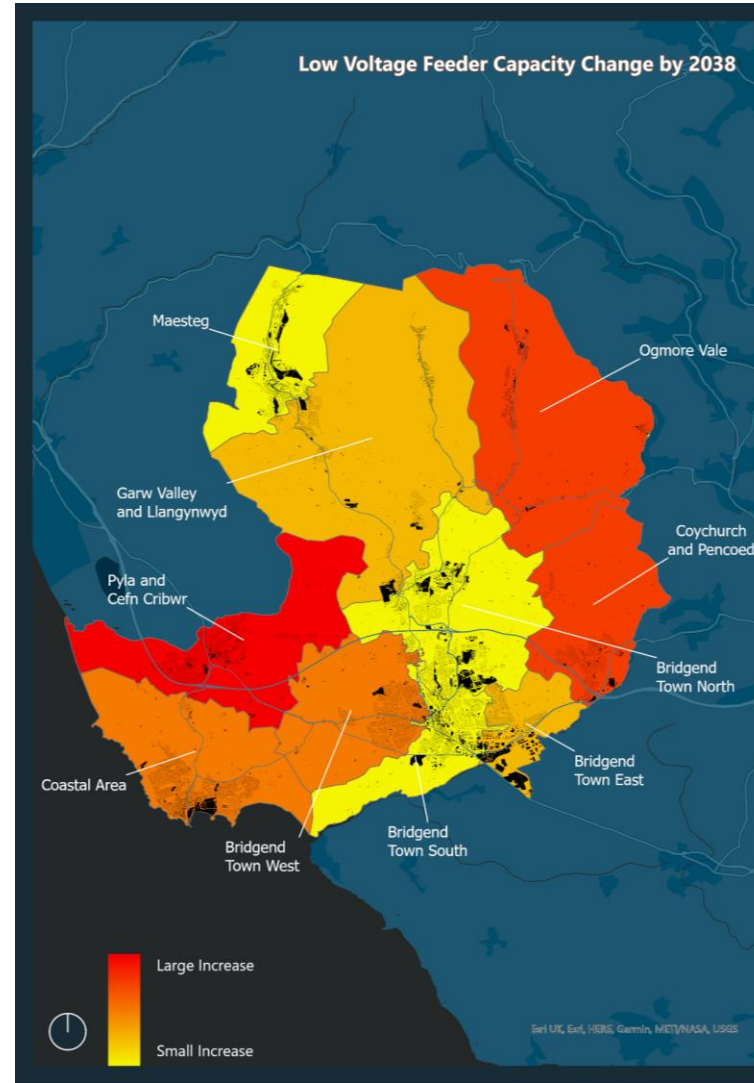 Low Voltage Feeder Capacity Change by 2038
Maesteg
Ogmore Vale
Garw Valley
and Llangynwyd
Coychurch
and Pencoed
Pyla and
Cefn Cribwr
Bridgend
Town North
Bridgend
Town East
Coastal Area
Bridgend
Town South
Bridgend
Town West
Large Increase
Small Increase
Esri UK, Esri, HERE, Garmin, METI/NASA, USGS